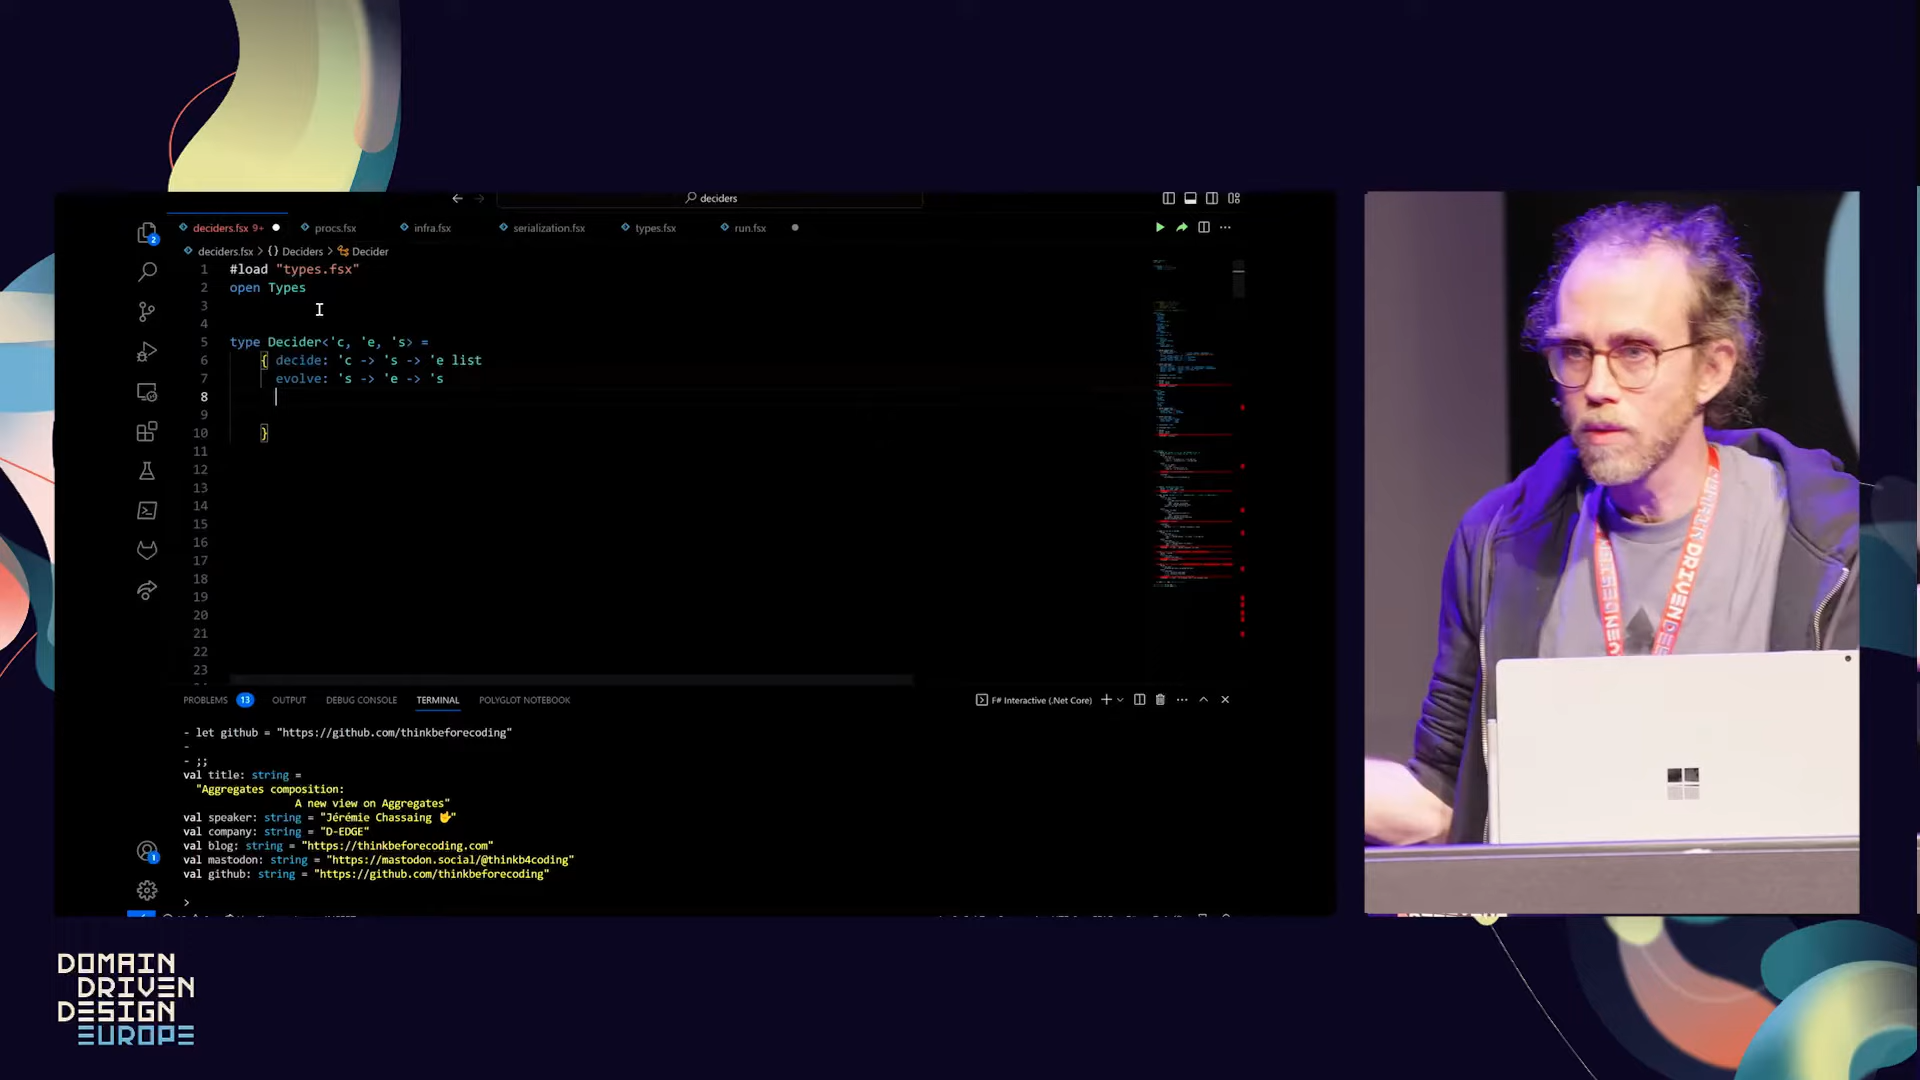 deciders
deciders.fsx 9+
procs.fsx
infra.fsx
serialization.fsx
types.fsx
run.fsx
deciders.fsx > {} Deciders > Decider
1 #load "types.fsx"
2 open Types
3
4
5 type Decider<'c, 'e, 's> =
6 { decide: 'c -> 's -> 'e list
7 evolve: 's -> 'e -> 's
8
9
10 }
11
12
13
14
15
16
17
18
19
20
21
22
23
2
PROBLEMS 13 OUTPUT DEBUG CONSOLE TERMINAL POLYGLOT NOTEBOOK
F# Interactive (.Net Core)
- let github = "https://github.com/thinkbeforecoding"
-
- ;;
val title: string =
"Aggregates composition:
A new view on Aggregates"
val speaker: string = "Jérémie Chassaing 🤟"
val company: string = "D-EDGE"
val blog: string = "https://thinkbeforecoding.com"
val mastodon: string = "https://mastodon.social/@thinkb4coding"
val github: string = "https://github.com/thinkbeforecoding"
>
1
DOMAIN
DRIVEN
DESIGN
EUROPE